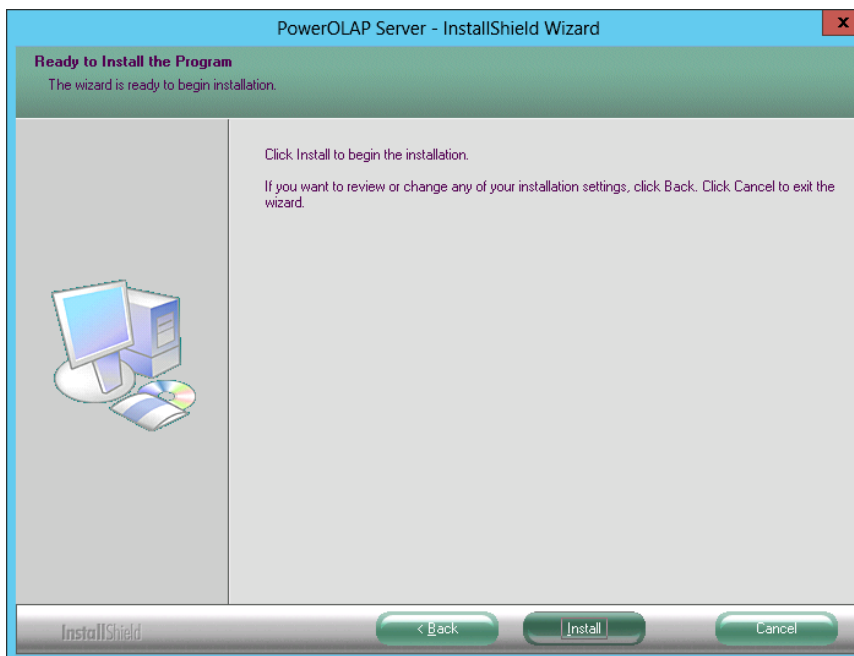 PowerOLAP Server - InstallShield Wizard
x
Ready to Install the Program
The wizard is ready to begin installation.
Click Install to begin the installation.
If you want to review or change any of your installation settings, click Back. Click Cancel to exit the
wizard.
InstallShield
< Back
Install
Cancel